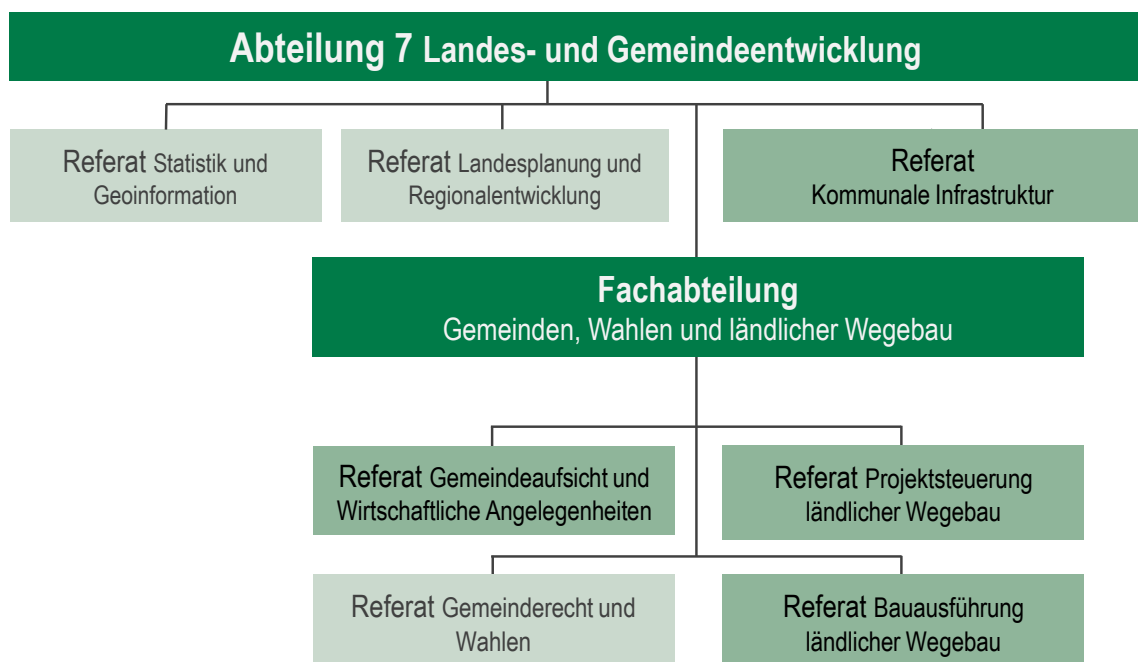 Abteilung 7 Landes- und Gemeindeentwicklung
Referat Statistik und
Geoinformation
Referat Landesplanung und
Regionalentwicklung
Referat
Kommunale Infrastruktur
Fachabteilung
Gemeinden, Wahlen und ländlicher Wegebau
Referat Gemeindeaufsicht und
Wirtschaftliche Angelegenheiten
Referat Projektsteuerung
ländlicher Wegebau
Referat Gemeinderecht und
Wahlen
Referat Bauausführung
ländlicher Wegebau